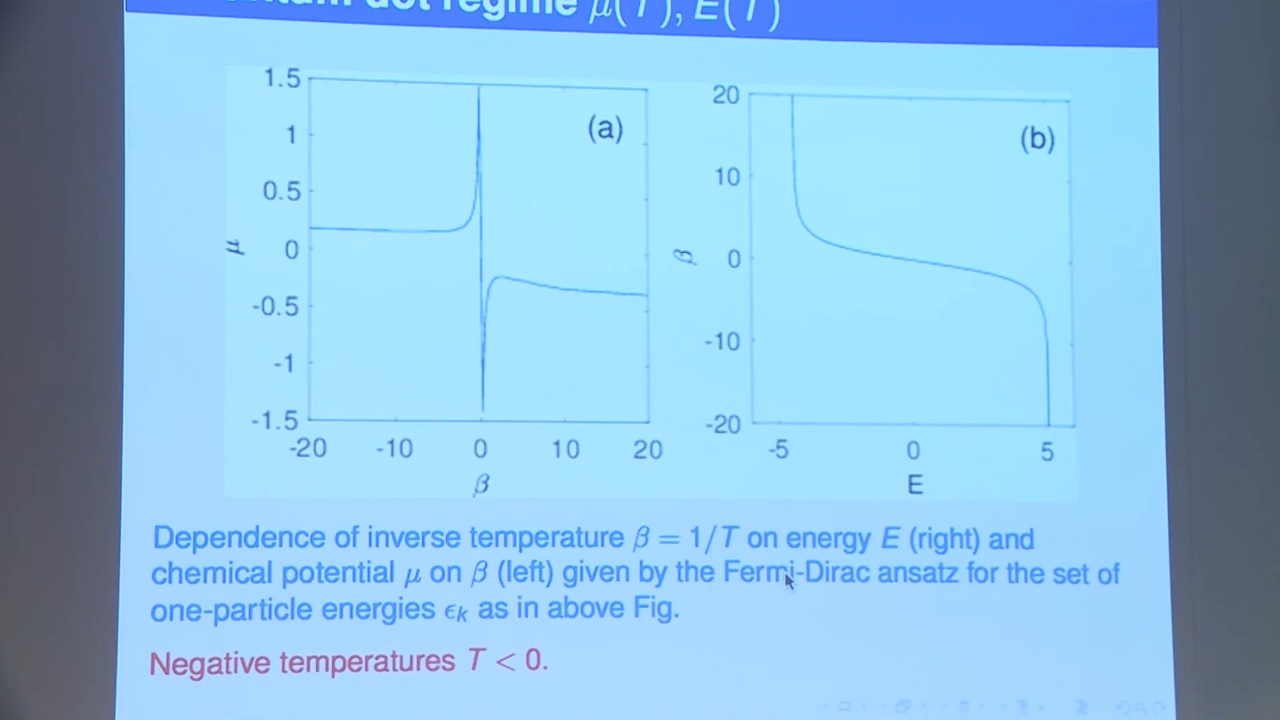 dot regime μ(T), E(T)
1.5
1
0.5
0
-0.5
-1
-1.5
μ
(a)
-20 -10 0 10 20
β
20
10
0
-10
-20
β
(b)
-5 0 5
E
Dependence of inverse temperature β = 1/T on energy E (right) and
chemical potential μ on β (left) given by the Fermi-Dirac ansatz for the set of
one-particle energies ϵk as in above Fig.
Negative temperatures T < 0.